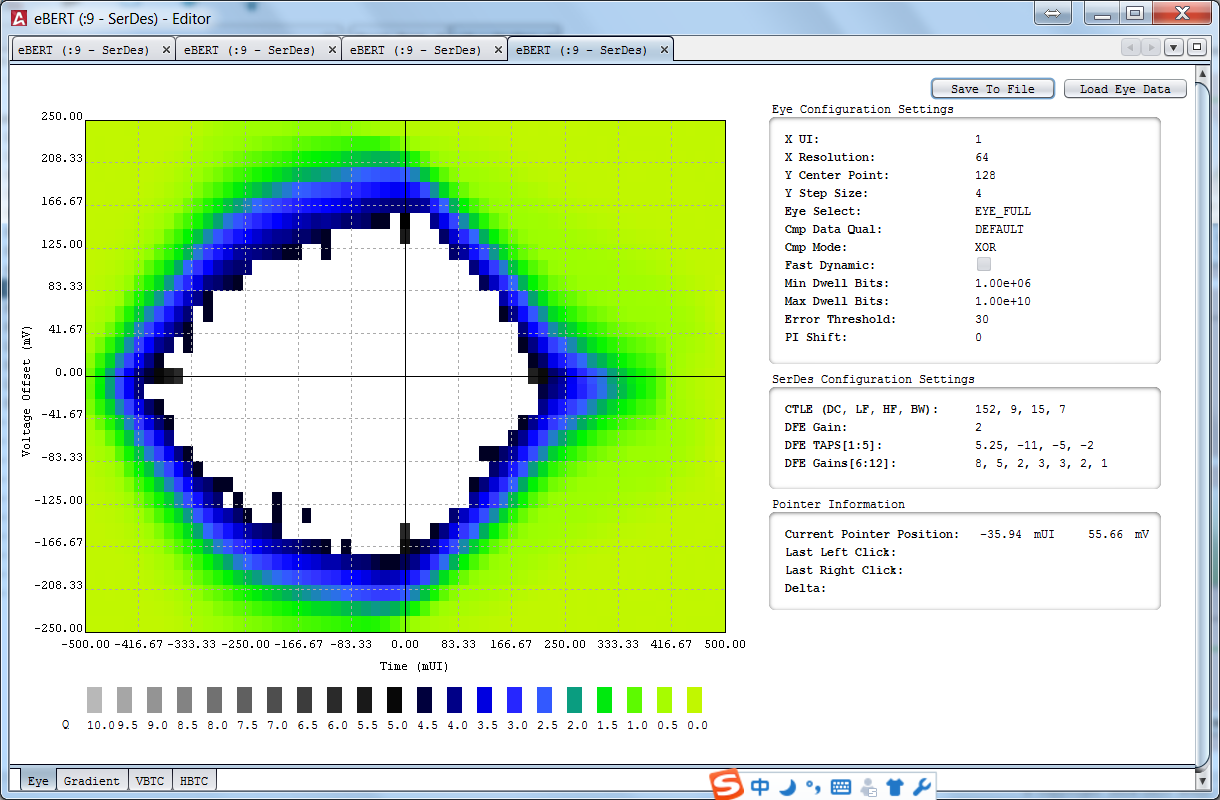 eBERT (:9 - SerDes) - Editor
eBERT (:9 - SerDes) eBERT (:9 - SerDes) eBERT (:9 - SerDes) eBERT (:9 - SerDes)
Save To File Load Eye Data
Eye Configuration Settings
X UI: 1
X Resolution: 64
Y Center Point: 128
Y Step Size: 4
Eye Select: EYE_FULL
Cmp Data Qual: DEFAULT
Cmp Mode: XOR
Fast Dynamic:
Min Dwell Bits: 1.00e+06
Max Dwell Bits: 1.00e+10
Error Threshold: 30
PI Shift: 0
SerDes Configuration Settings
CTLE (DC, LF, HF, BW): 152, 9, 15, 7
DFE Gain: 2
DFE TAPS[1:5]: 5.25, -11, -5, -2
DFE Gains[6:12]: 8, 5, 2, 3, 3, 2, 1
Pointer Information
Current Pointer Position: -35.94 mUI 55.66 mV
Last Left Click:
Last Right Click:
Delta:
Voltage Offset (mV)
250.00
208.33
166.67
125.00
83.33
41.67
0.00
-41.67
-83.33
-125.00
-166.67
-208.33
-250.00
-500.00 -416.67 -333.33 -250.00 -166.67 -83.33 0.00 83.33 166.67 250.00 333.33 416.67 500.00
Time (mUI)
Q 10.0 9.5 9.0 8.5 8.0 7.5 7.0 6.5 6.0 5.5 5.0 4.5 4.0 3.5 3.0 2.5 2.0 1.5 1.0 0.5 0.0
Eye Gradient VBTC HBTC
中